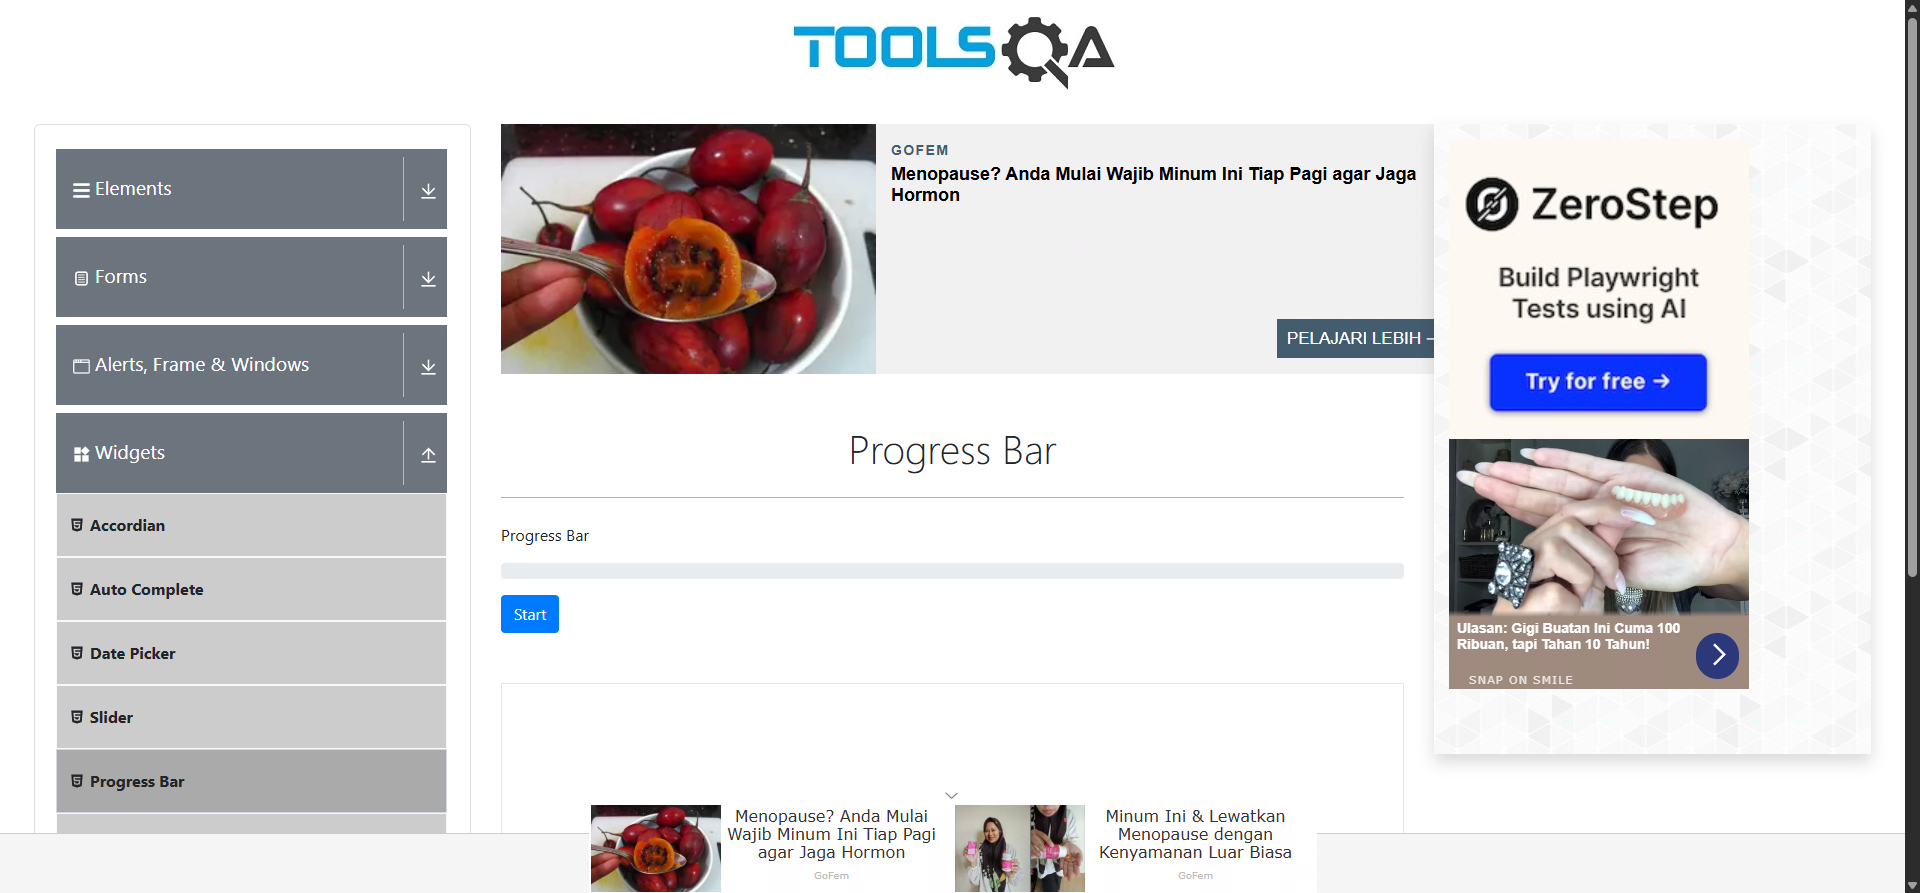 TOOLSQA
Elements
Forms
Alerts, Frame & Windows
Widgets
Accordian
Auto Complete
Date Picker
Slider
Progress Bar
GOFEM
Menopause? Anda Mulai Wajib Minum Ini Tiap Pagi agar Jaga
Hormon
PELAJARI LEBIH
Progress Bar
Progress Bar
Start
ZeroStep
Build Playwright
Tests using AI
Try for free →
Ulasan: Gigi Buatan Ini Cuma 100
Ribuan, tapi Tahan 10 Tahun!
SNAP ON SMILE
Menopause? Anda Mulai
Wajib Minum Ini Tiap Pagi
agar Jaga Hormon
GoFem
Minum Ini & Lewatkan
Menopause dengan
Kenyamanan Luar Biasa
GoFem